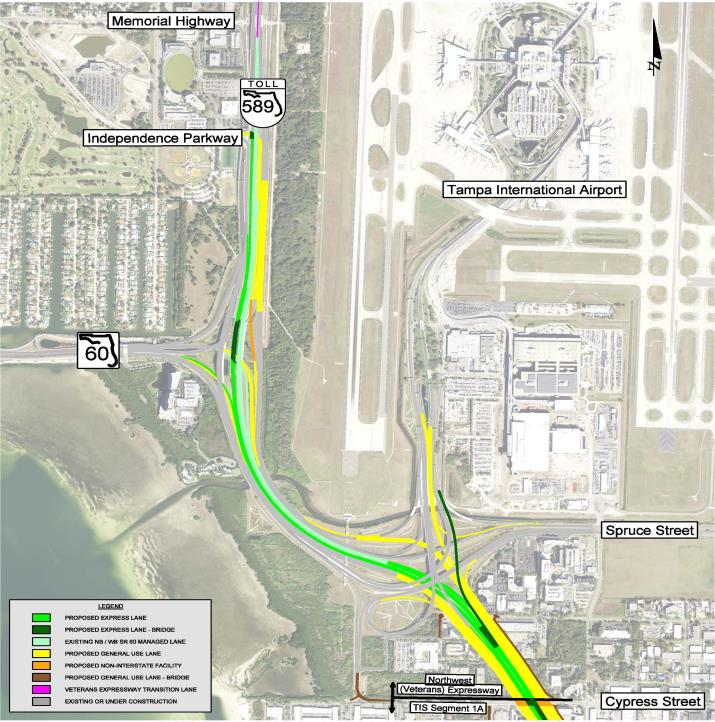 Memorial Highway
TOLL
589
Independence Parkway
N
Tampa International Airport
60
Spruce Street
LEGEND
PROPOSED EXPRESS LANE
PROPOSED EXPRESS LANE - BRIDGE
EXISTING NB / WB SR 60 MANAGED LANE
PROPOSED GENERAL USE LANE
PROPOSED NON-INTERSTATE FACILITY
PROPOSED GENERAL USE LANE - BRIDGE
VETERANS EXPRESSWAY TRANSITION LANE
EXISTING OR UNDER CONSTRUCTION
Northwest
(Veterans) Expressway
TIS Segment 1A
Cypress Street